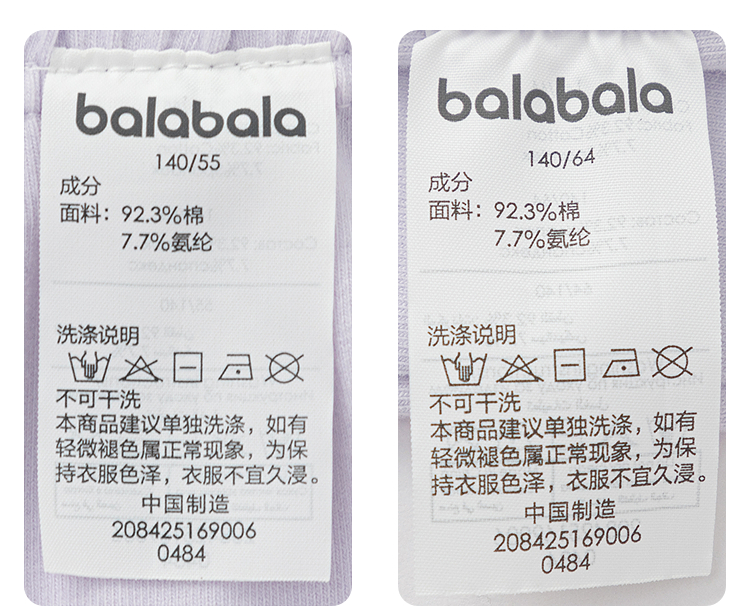 balabala
140/55
成分
面料：92.3%棉
7.7%氨纶
洗涤说明
不可干洗
本商品建议单独洗涤，如有
轻微褪色属正常现象，为保
持衣服色泽，衣服不宜久浸。
中国制造
208425169006
0484
balabala
140/64
成分
面料：92.3%棉
7.7%氨纶
洗涤说明
不可干洗
本商品建议单独洗涤，如有
轻微褪色属正常现象，为保
持衣服色泽，衣服不宜久浸。
中国制造
208425169006
0484